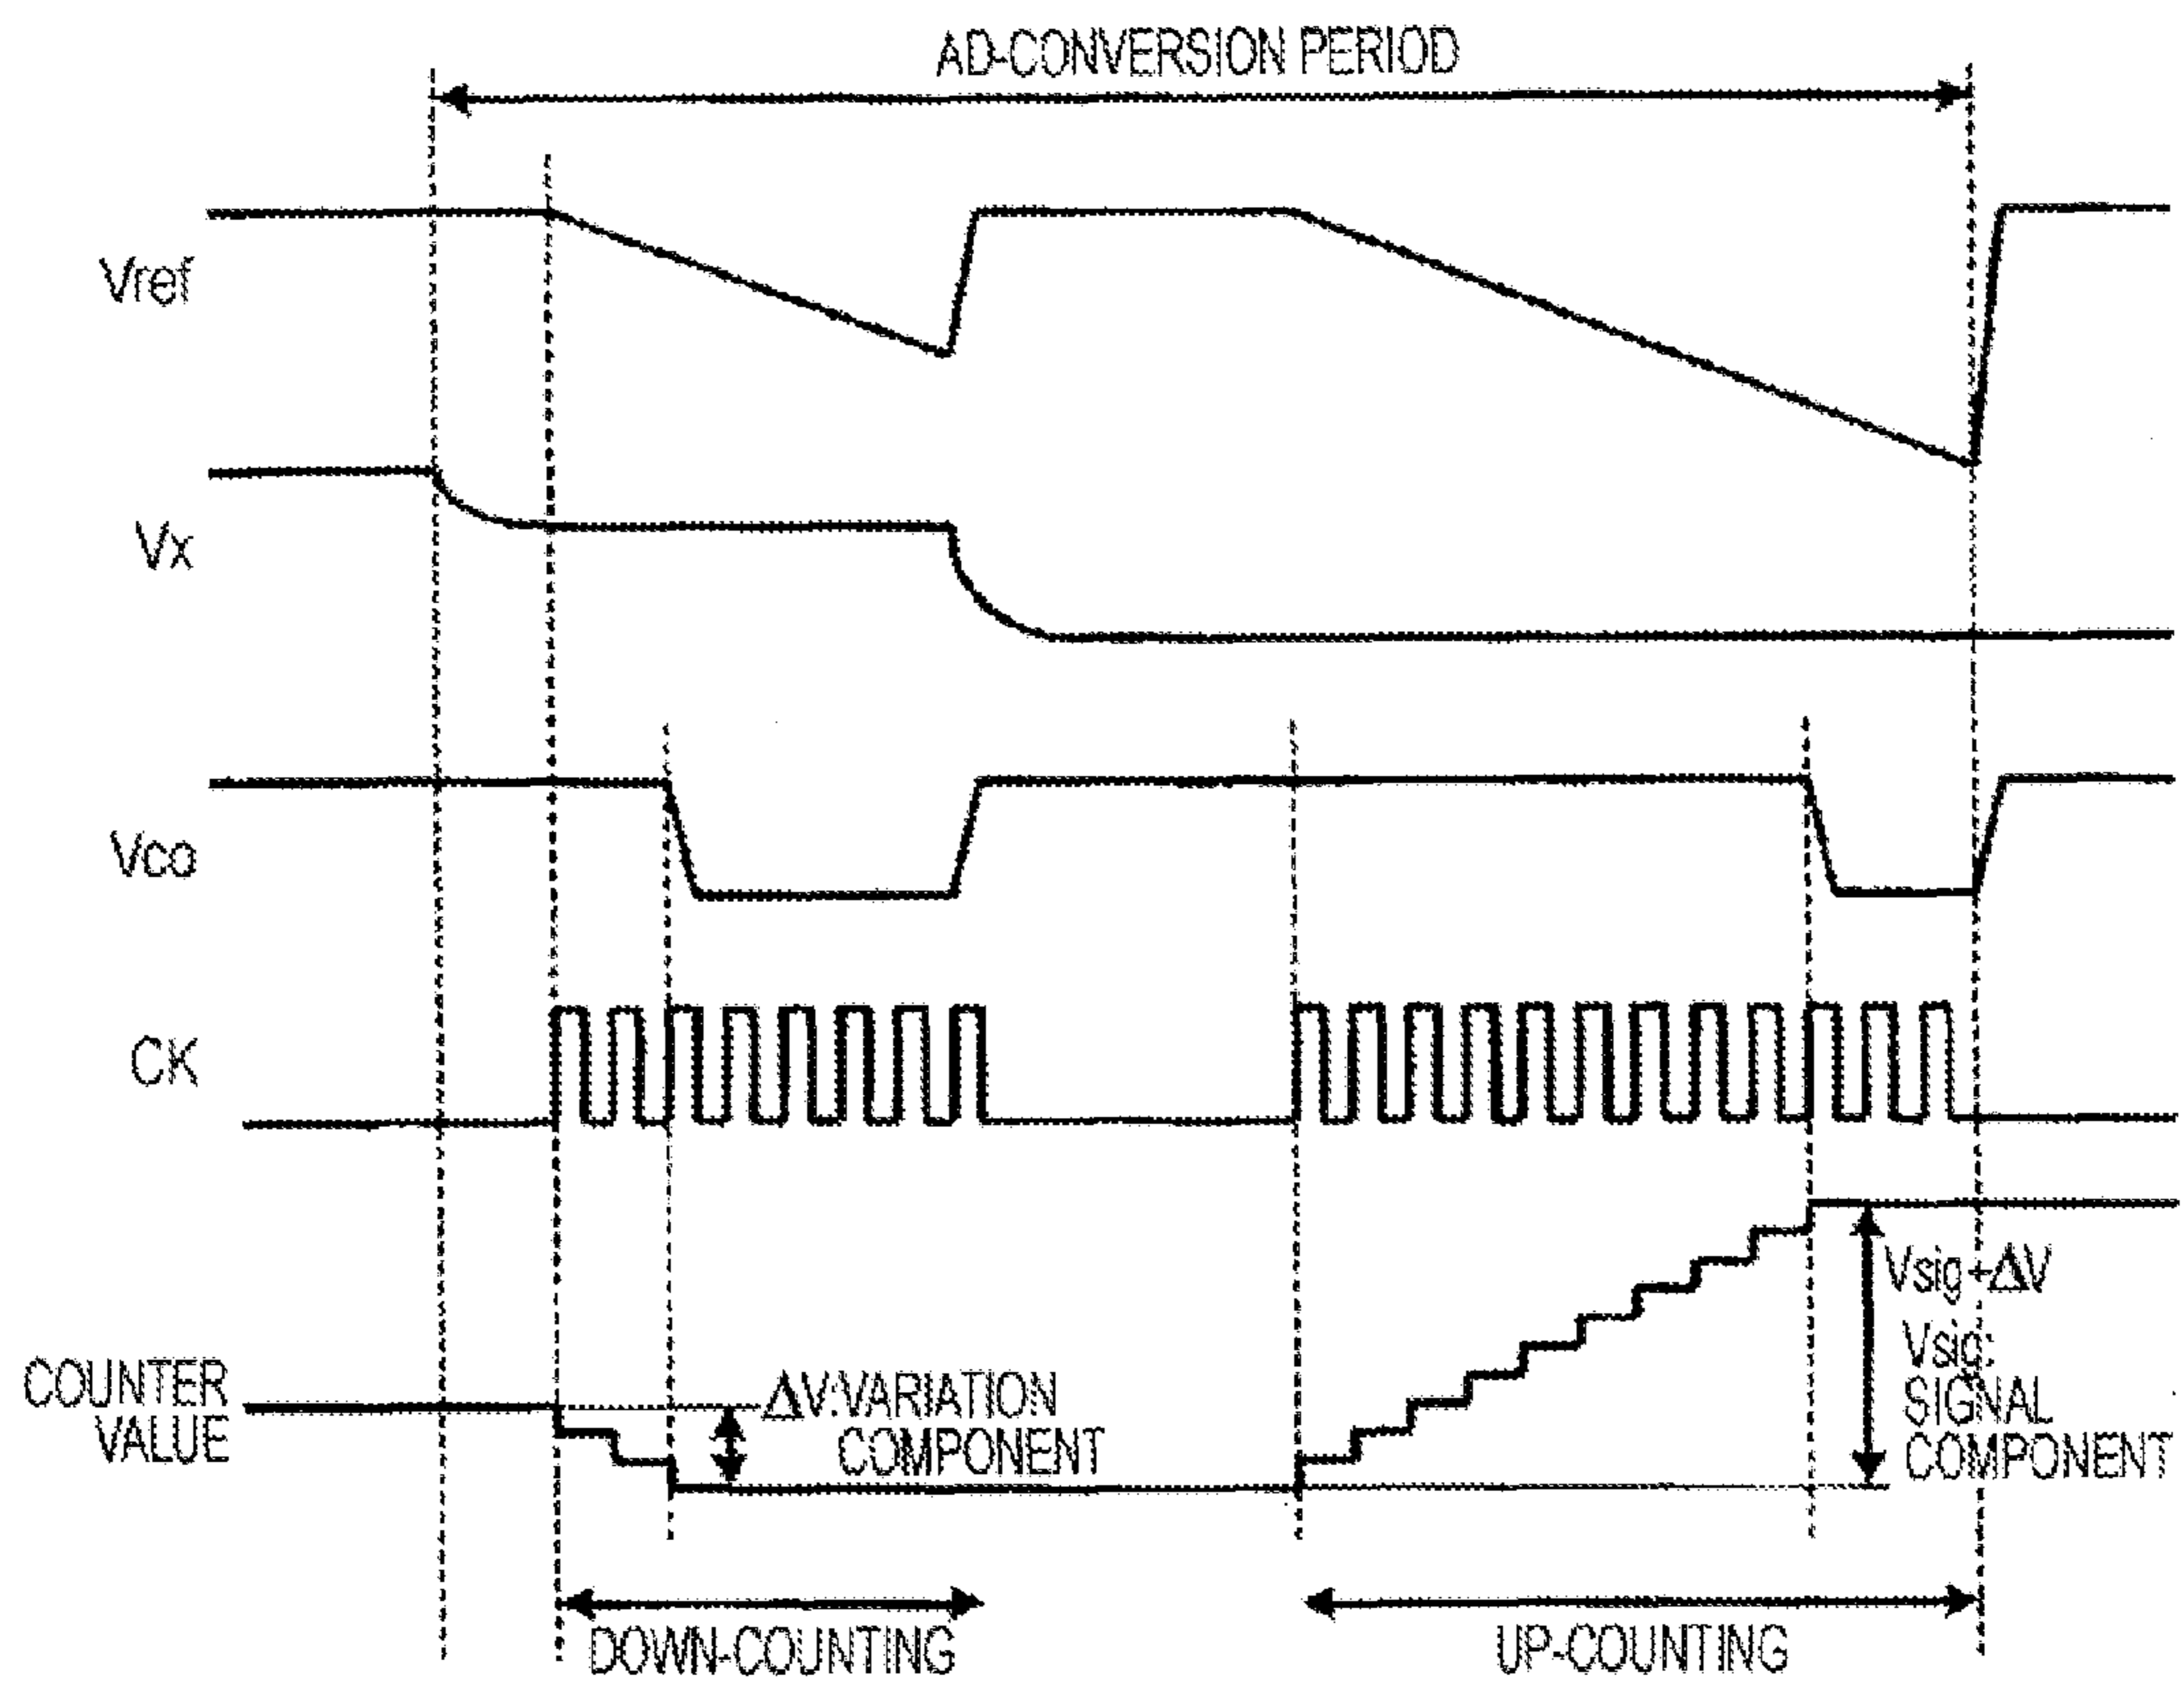 AD-CONVERSION PERIOD
Vref
Vx
Vco
CK
Vsig+ΔV
Vsig:
SIGNAL
COMPONENT
COUNTER
VALUE
ΔV:VARIATION
COMPONENT
DOWN-COUNTING
UP-COUNTING